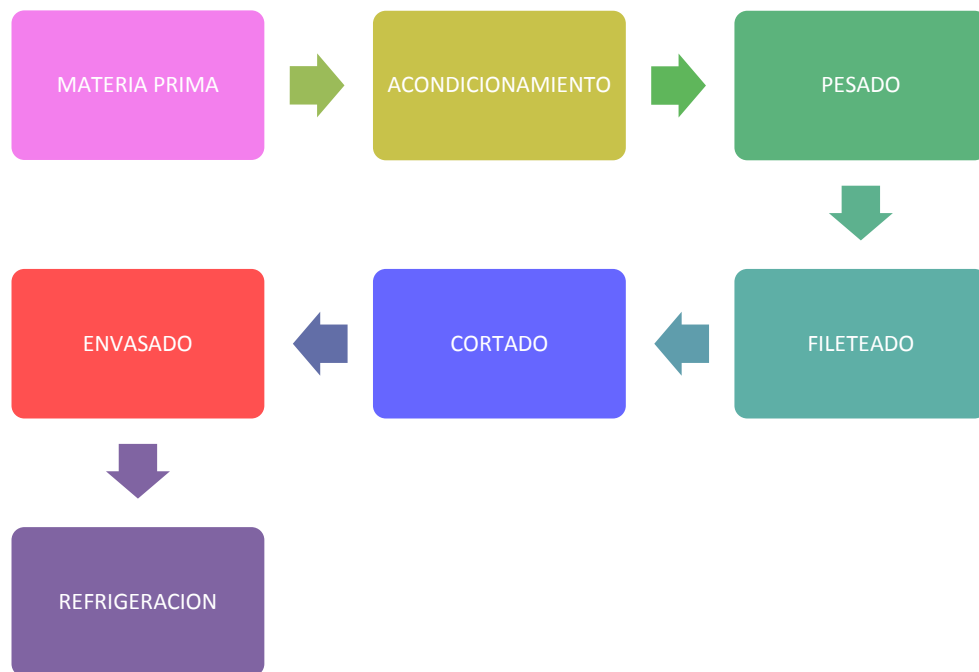 MATERIA PRIMA
ACONDICIONAMIENTO
PESADO
FILETEADO
CORTADO
ENVASADO
REFRIGERACION